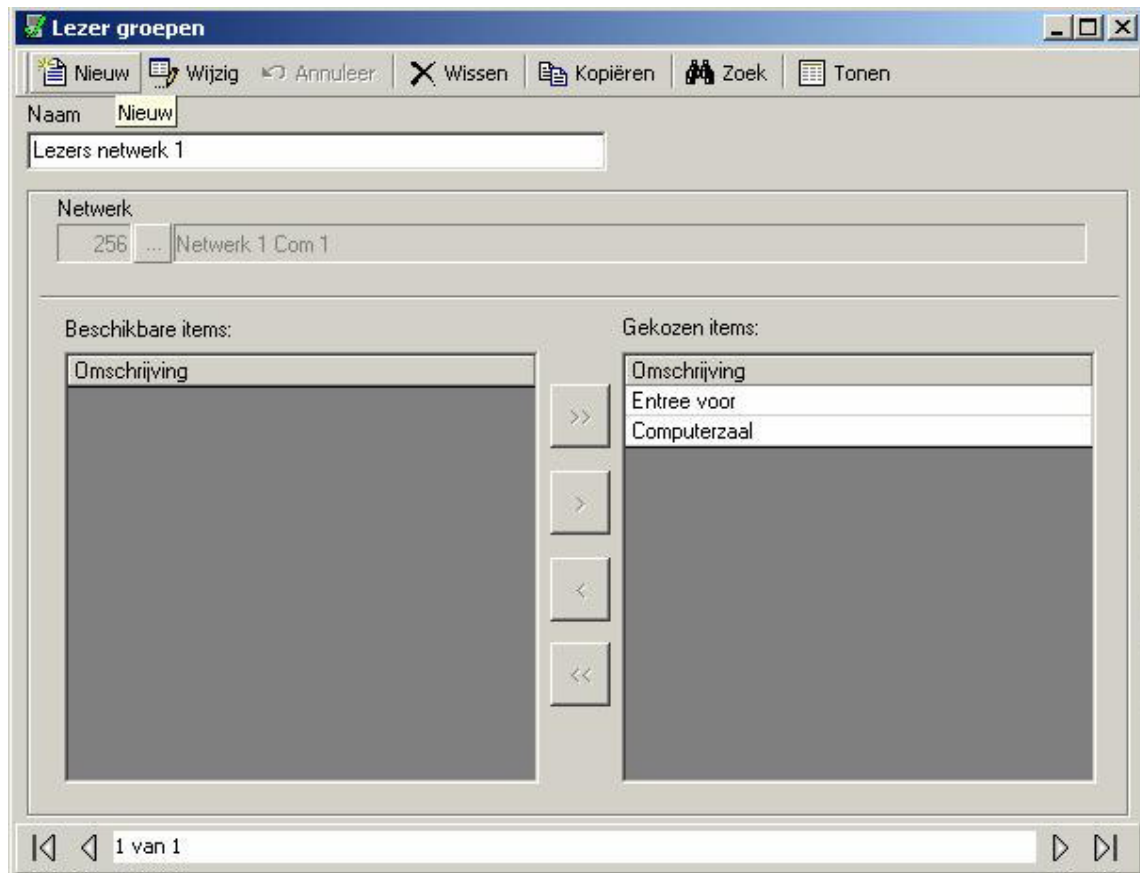 Lezer groepen
Nieuw Wijzig Annuleer Wissen Kopiëren Zoek Tonen
Naam Nieuw
Lezers netwerk 1
Netwerk
256 ... Netwerk 1 Com 1
Beschikbare items: Gekozen items:
Omschrijving Omschrijving
Entree voor
Computerzaal
>>
>
<
<<
1 van 1